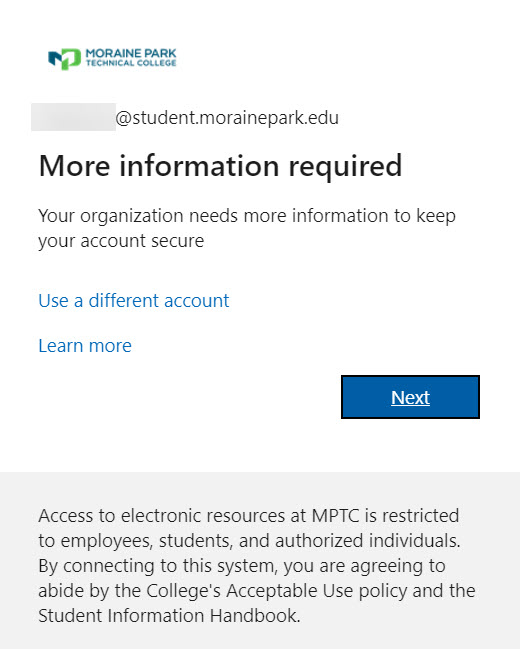 MORAINE PARK
TECHNICAL COLLEGE
@student.morainepark.edu
More information required
Your organization needs more information to keep
your account secure
Use a different account
Learn more
Next
Access to electronic resources at MPTC is restricted
to employees, students, and authorized individuals.
By connecting to this system, you are agreeing to
abide by the College's Acceptable Use policy and the
Student Information Handbook.